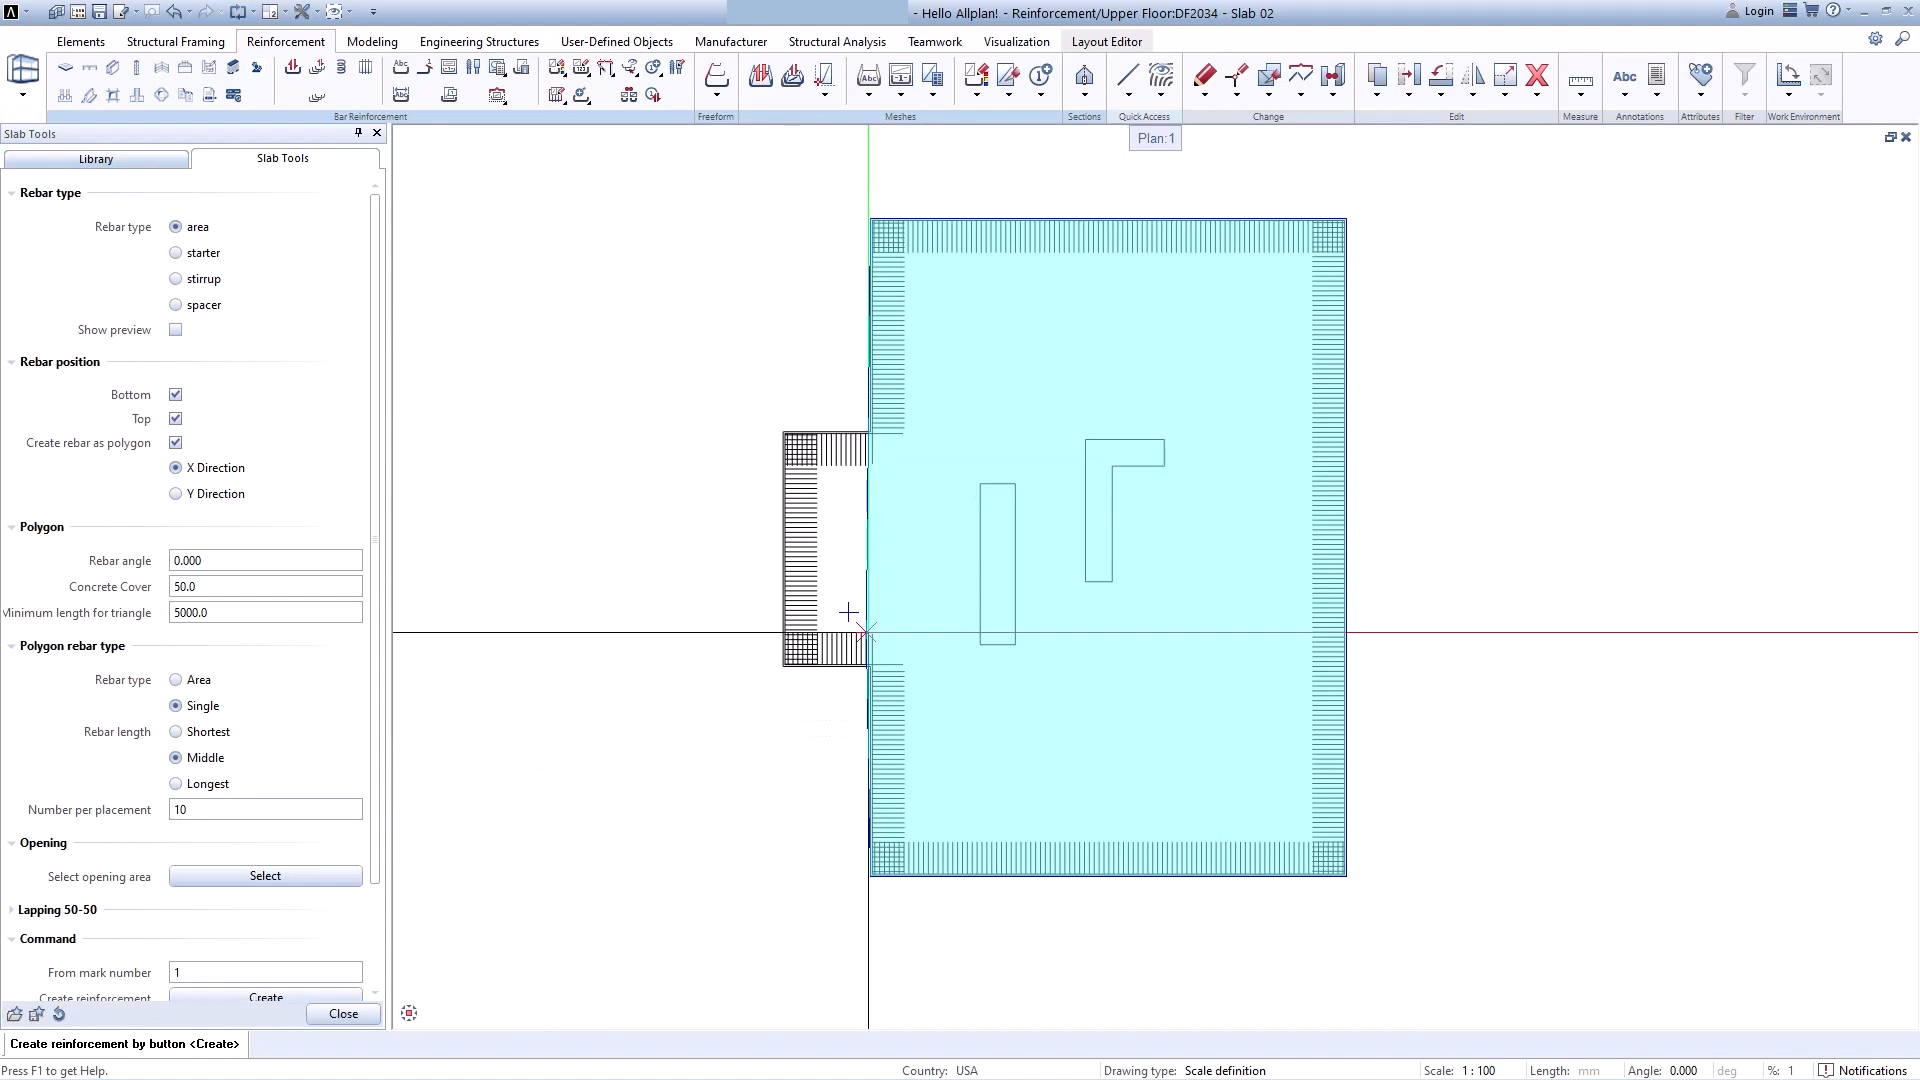 - Hello Allplan! - Reinforcement/Upper Floor:DF2034 - Slab 02
Login
Elements
Structural Framing
Reinforcement
Modeling
Engineering Structures
User-Defined Objects
Manufacturer
Structural Analysis
Teamwork
Visualization
Layout Editor
Abc
Abc
Abc
Abc
Bar Reinforcement
Freeform
Meshes
Sections
Quick Access
Change
Edit
Measure
Annotations
Attributes
Filter
Work Environment
Slab Tools
Plan:1
Library
Slab Tools
Rebar type
Rebar type
area
starter
stirrup
spacer
Show preview
Rebar position
Bottom
Top
Create rebar as polygon
X Direction
Y Direction
Polygon
Rebar angle
0.000
Concrete Cover
50.0
Minimum length for triangle
5000.0
Polygon rebar type
Rebar type
Area
Single
Rebar length
Shortest
Middle
Longest
Number per placement
10
Opening
Select opening area
Select
Lapping 50-50
Command
From mark number
1
Create reinforcement
Create
Close
Create reinforcement by button <Create>
Press F1 to get Help.
Country: USA
Drawing type: Scale definition
Scale: 1 : 100
Length: mm
Angle: 0.000 deg
%: 1
Notifications